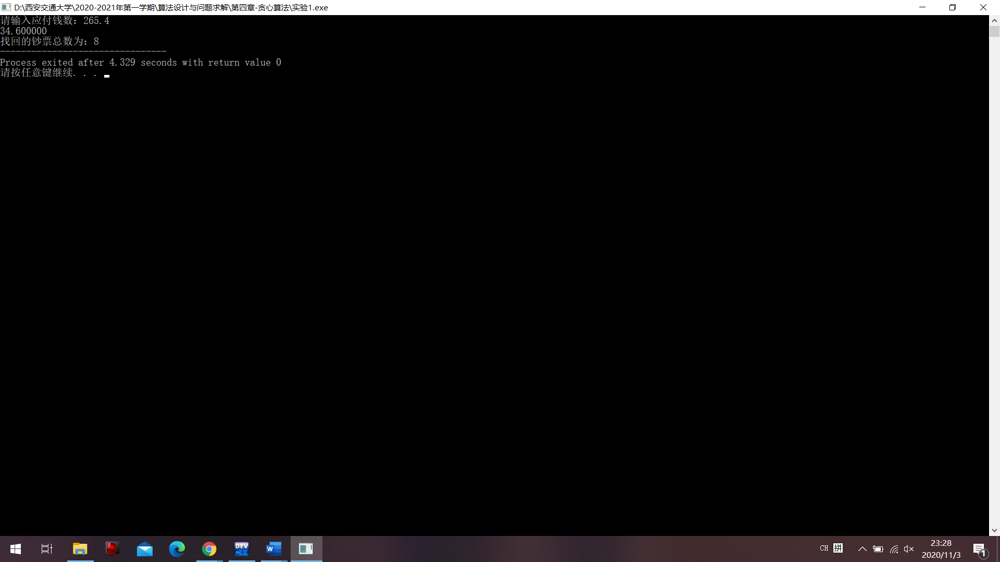 D:\西安交通大学\2020-2021年第一学期\算法设计与问题求解\第四章-贪心算法\实验1.exe
请输入应付钱数：265.4
34.600000
找回的钞票总数为：8
--------------------------------
Process exited after 4.329 seconds with return value 0
请按任意键继续. . .
DEV C++
W
CH 拼
23:28
2020/11/3
1